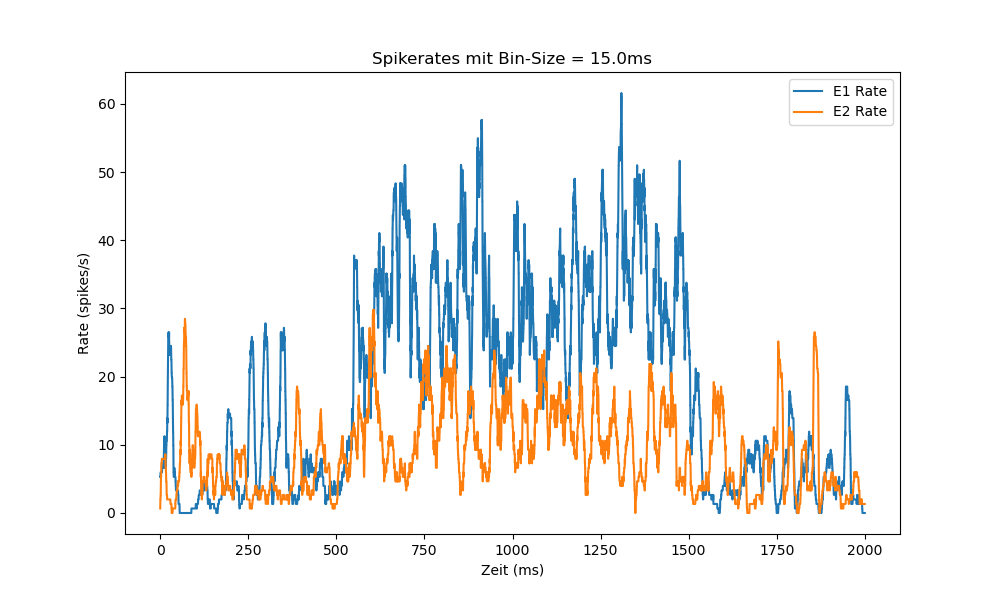 Spikerates mit Bin-Size = 15.0ms
E1 Rate
E2 Rate
60
50
40
30
20
10
0
Rate (spikes/s)
0 250 500 750 1000 1250 1500 1750 2000
Zeit (ms)